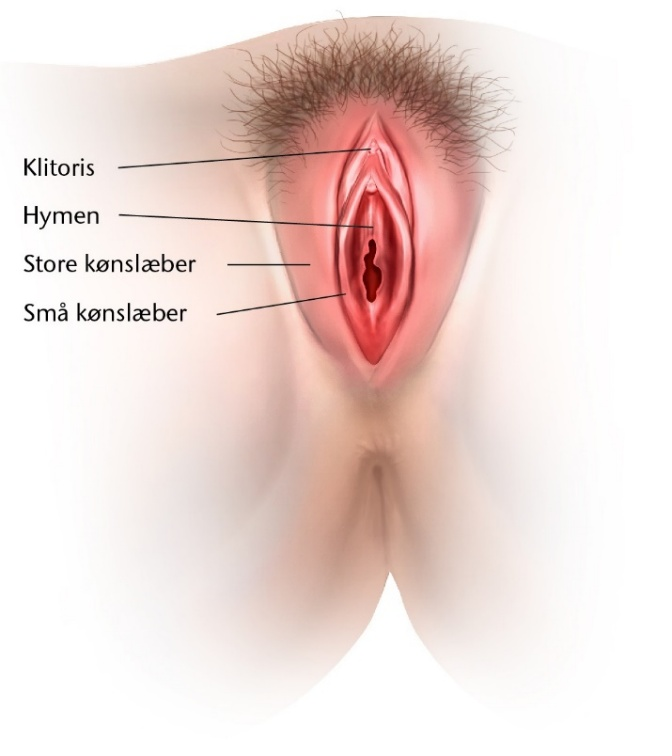 Klitoris
Hymen
Store kønslæber
Små kønslæber